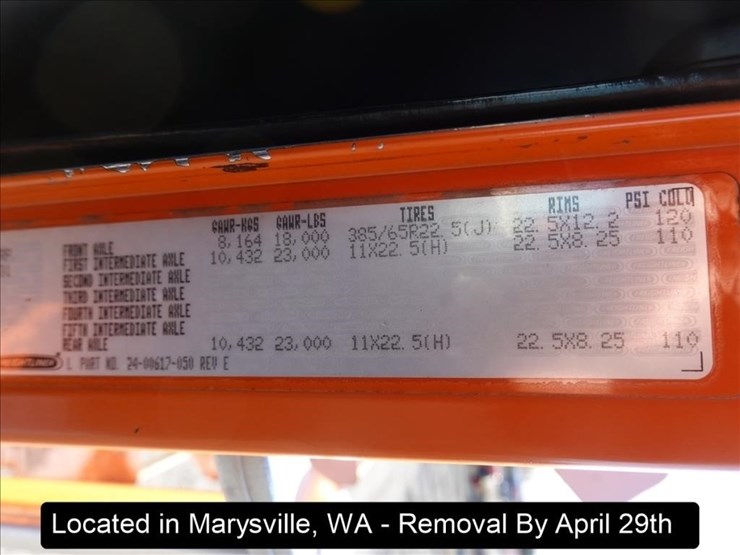 GAWR-KGS GAWR-LBS TIRES RIMS PSI COLD
FRONT AXLE 8,164 18,000 385/65R22.5(J) 22.5X12.2 120
FIRST INTERMEDIATE AXLE 10,432 23,000 11X22.5(H) 22.5X8.25 110
SECOND INTERMEDIATE AXLE
THIRD INTERMEDIATE AXLE
FOURTH INTERMEDIATE AXLE
FIFTH INTERMEDIATE AXLE
REAR AXLE 10,432 23,000 11X22.5(H) 22.5X8.25 110
PART NO. 24-00617-050 REV E
Located in Marysville, WA - Removal By April 29th